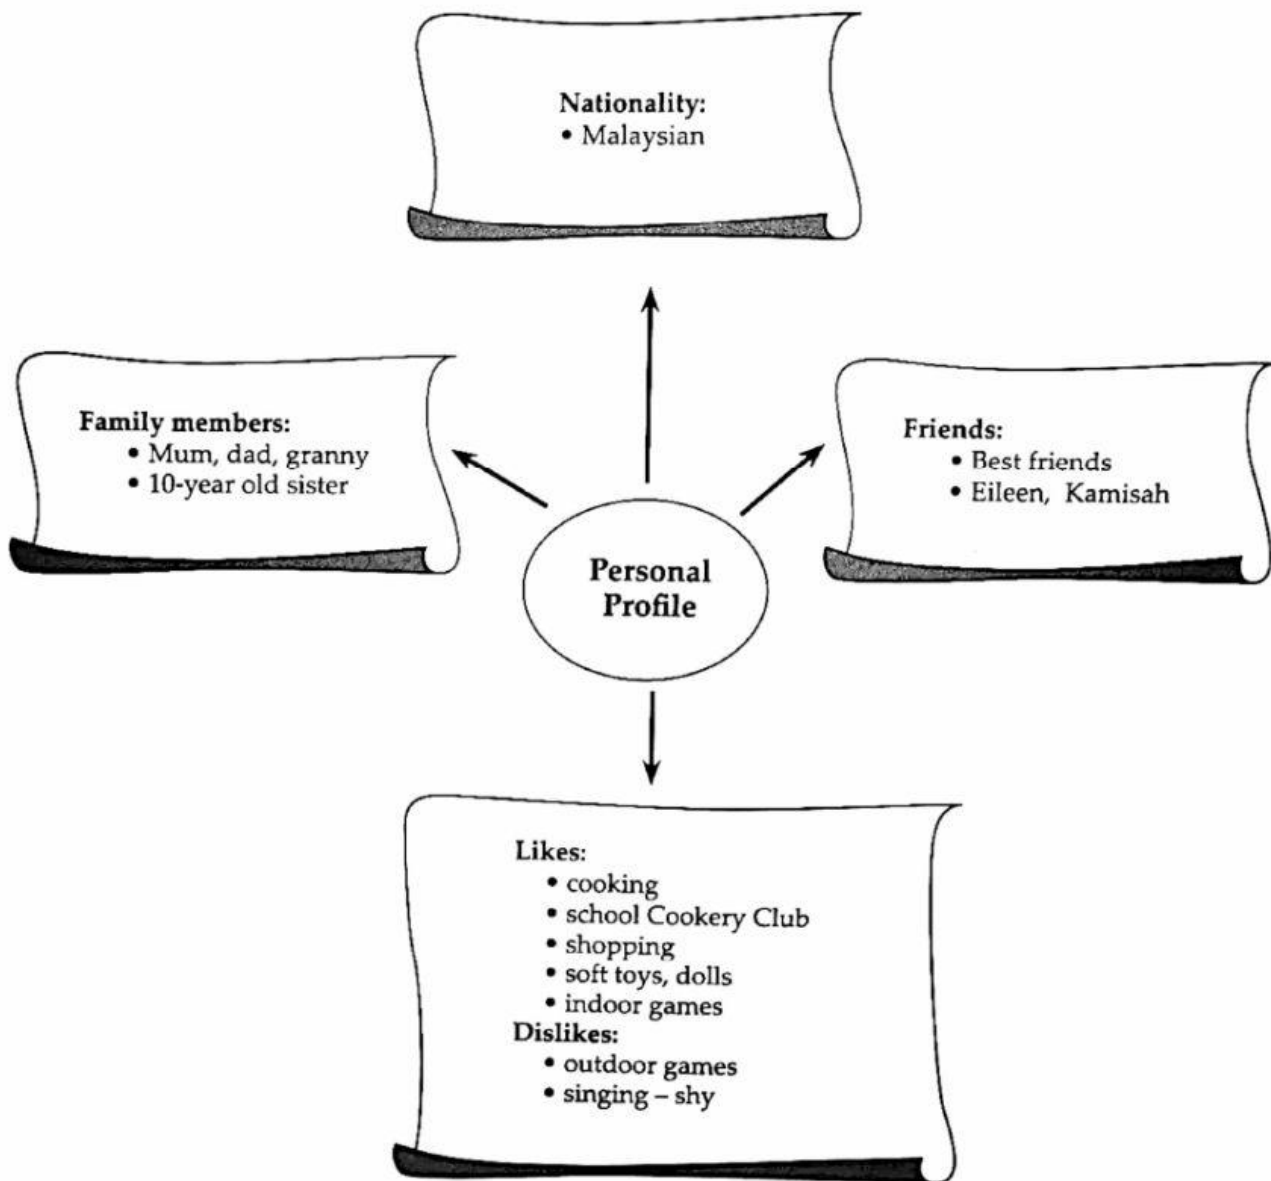 Nationality:
• Malaysian
Family members:
• Mum, dad, granny
• 10-year old sister
Friends:
• Best friends
• Eileen, Kamisah
Personal
Profile
Likes:
• cooking
• school Cookery Club
• shopping
• soft toys, dolls
• indoor games
Dislikes:
• outdoor games
• singing – shy